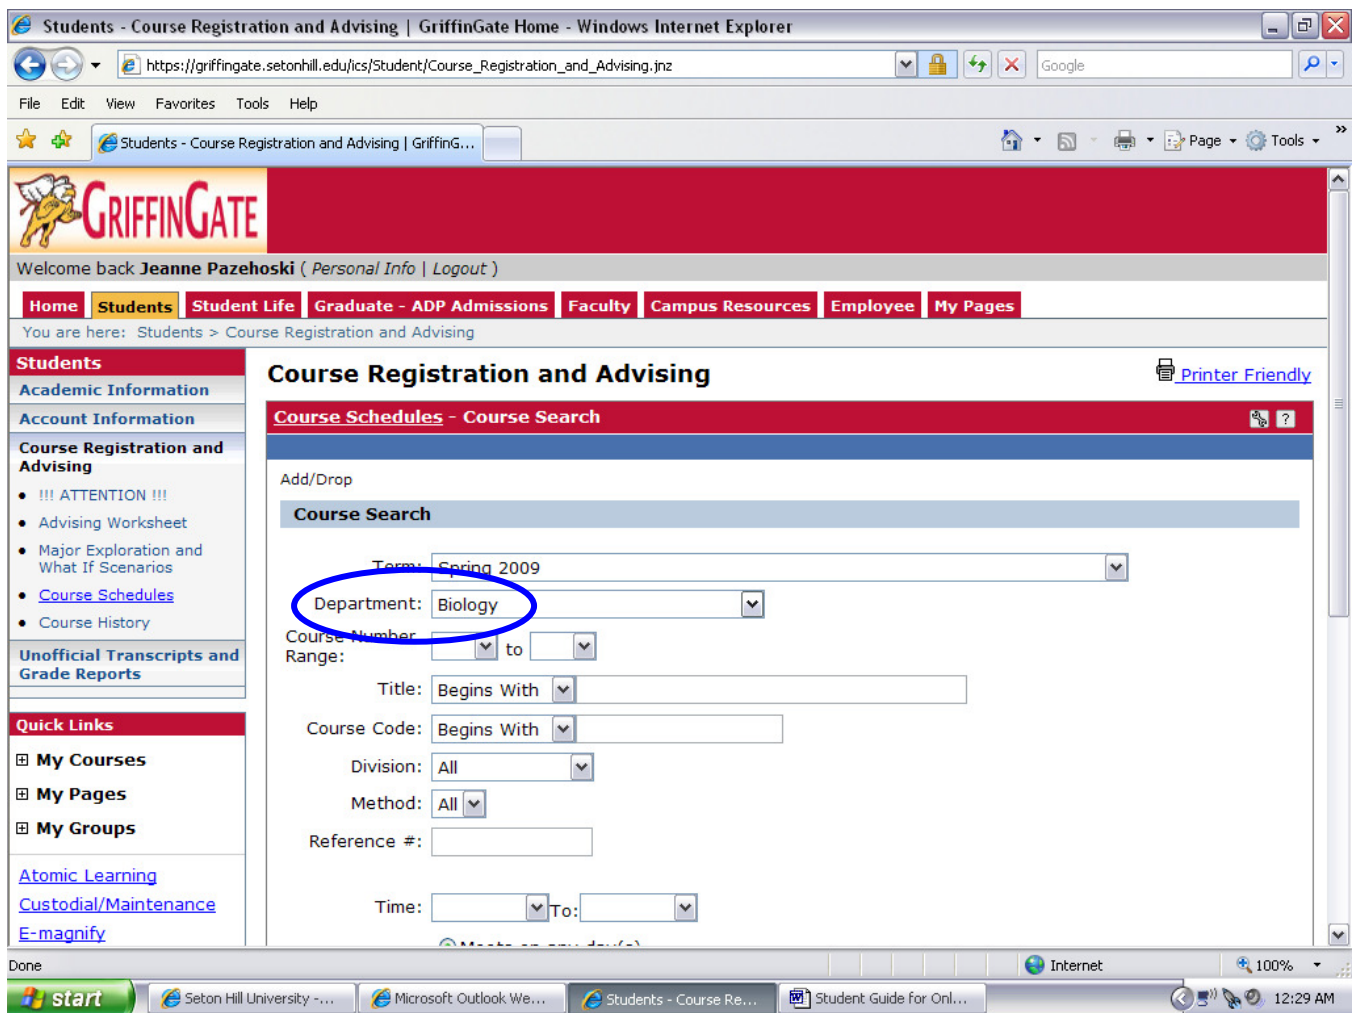 Students - Course Registration and Advising | GriffinGate Home - Windows Internet Explorer
https://griffingate.setonhill.edu/ics/Student/Course_Registration_and_Advising.jnz
Google
File Edit View Favorites Tools Help
Students - Course Registration and Advising | GriffinG...
Page Tools
GRIFFINGATE
Welcome back Jeanne Pazehoski ( Personal Info | Logout )
Home Students Student Life Graduate - ADP Admissions Faculty Campus Resources Employee My Pages
You are here: Students > Course Registration and Advising
Students
Academic Information
Account Information
Course Registration and
Advising
!!! ATTENTION !!!
Advising Worksheet
Major Exploration and
What If Scenarios
Course Schedules
Course History
Unofficial Transcripts and
Grade Reports
Quick Links
My Courses
My Pages
My Groups
Atomic Learning
Custodial/Maintenance
E-magnify
Course Registration and Advising
Printer Friendly
Course Schedules - Course Search
?
Add/Drop
Course Search
Term: Spring 2009
Department: Biology
Course Number
Range: to
Title: Begins With
Course Code: Begins With
Division: All
Method: All
Reference #:
Time: To:
Meets on any day(s)
Done Internet 100%
start Seton Hill University -... Microsoft Outlook We... Students - Course Re... Student Guide for Onl... 12:29 AM